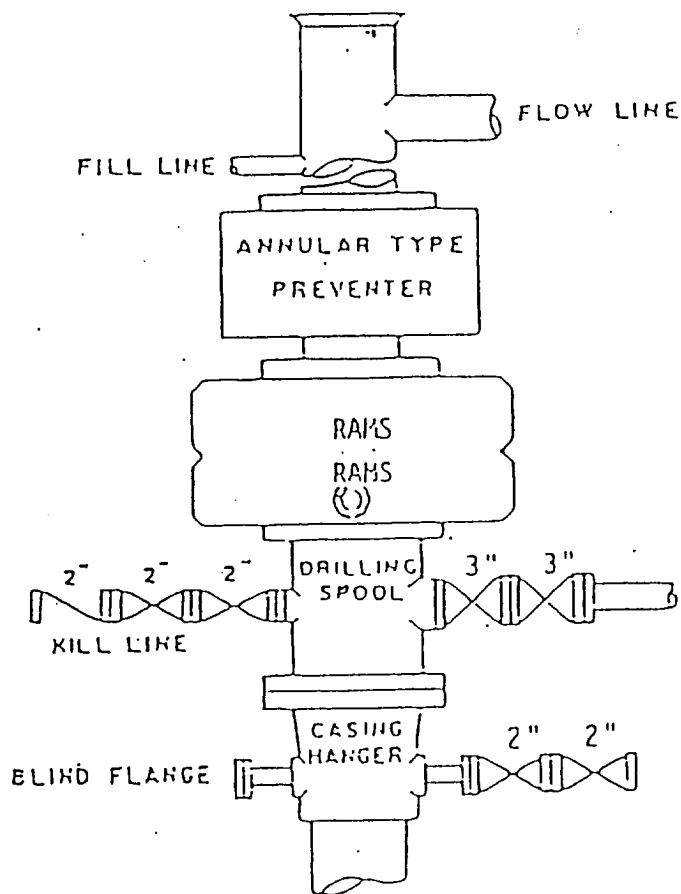 FLOW LINE
FILL LINE
ANNULAR TYPE
PREVENTER
RAMS
RAMS
2" 2" 2"
DRILLING
SPOOL
3" 3"
KILL LINE
CASING
HANGER
2" 2"
BLIND FLANGE